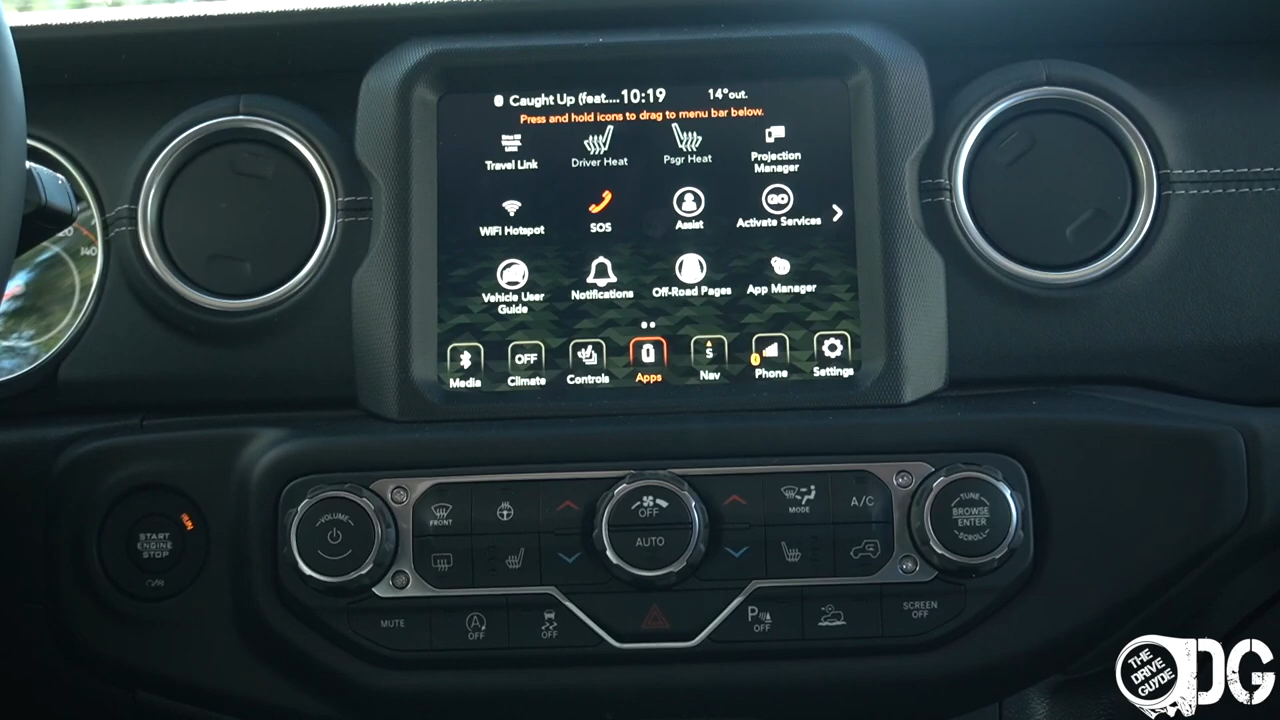 Caught Up (feat.... 10:19 14°out.
Press and hold icons to drag to menu bar below.
Travel Link Driver Heat Psgr Heat Projection Manager
WiFi Hotspot SOS Assist GO Activate Services
Vehicle User Guide Notifications Off-Road Pages App Manager
OFF S
Media Climate Controls Apps Nav Phone Settings
140
START
ENGINE
STOP
RUN
VOLUME
FRONT
OFF
AUTO
MODE
A/C
TUNE
BROWSE
ENTER
SCROLL
MUTE
A
OFF
OFF
P
OFF
SCREEN
OFF
THE
DRIVE
GUYDE
DG